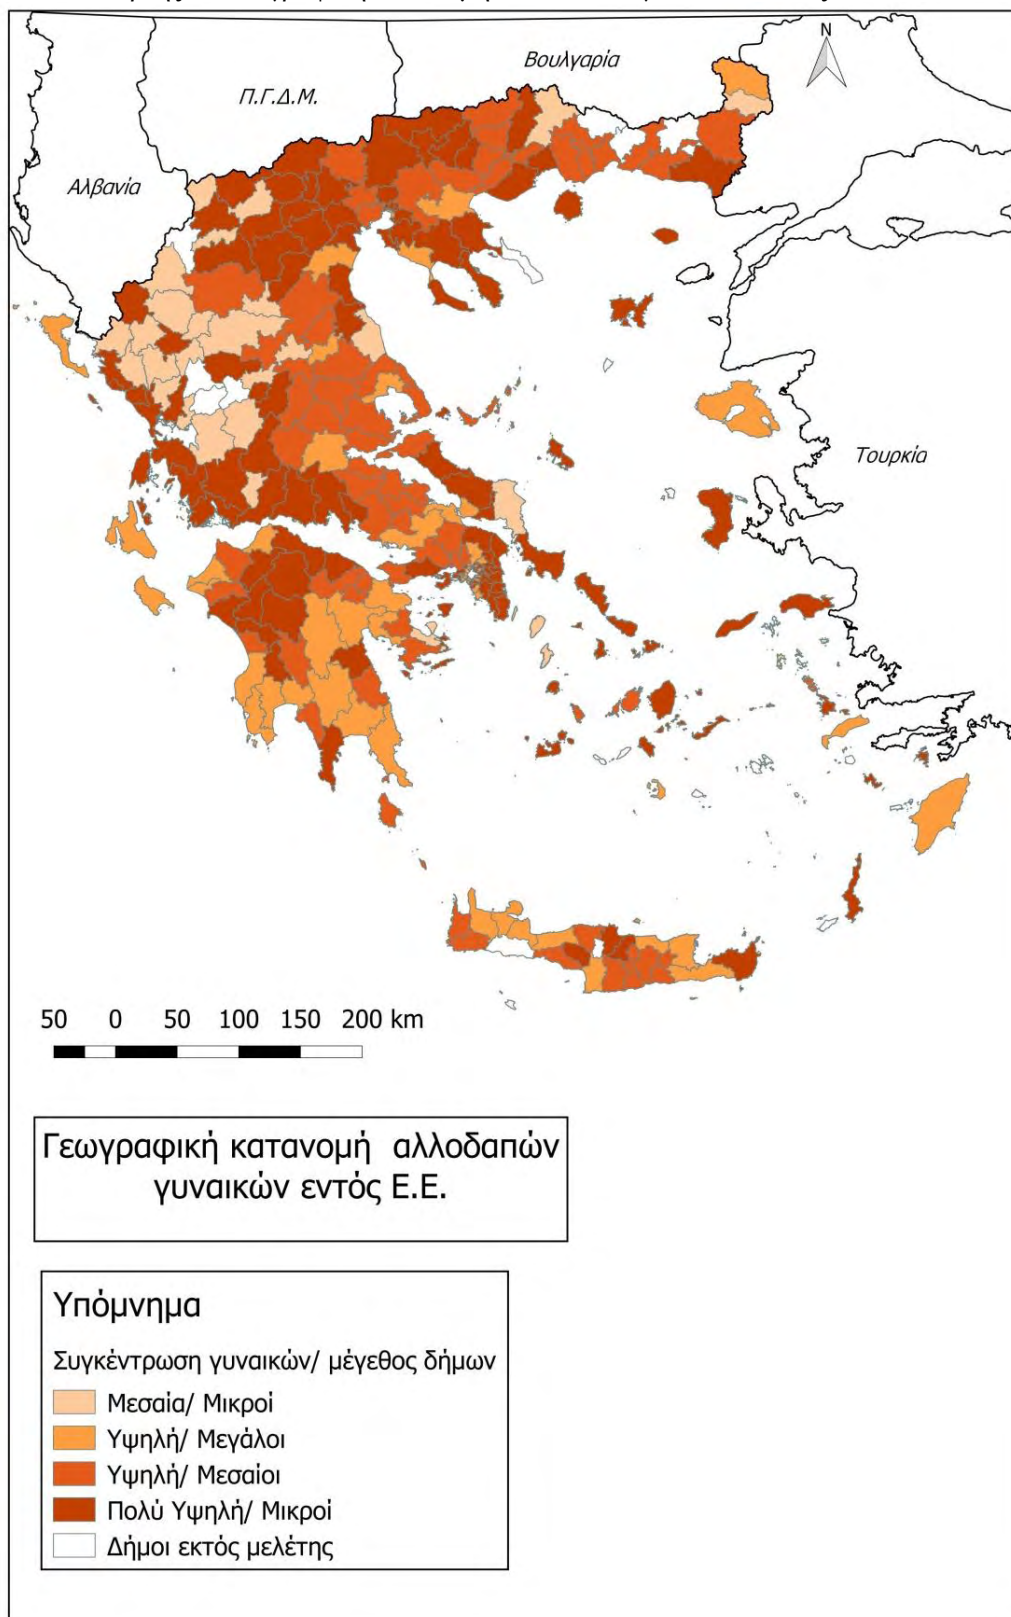 N
Βουλγαρία
Π.Γ.Δ.Μ.
Αλβανία
Τουρκία
50 0 50 100 150 200 km
Γεωγραφική κατανομή αλλοδαπών
γυναικών εντός Ε.Ε.
Υπόμνημα
Συγκέντρωση γυναικών/ μέγεθος δήμων
Μεσαία/ Μικροί
Υψηλή/ Μεγάλοι
Υψηλή/ Μεσαίοι
Πολύ Υψηλή/ Μικροί
Δήμοι εκτός μελέτης